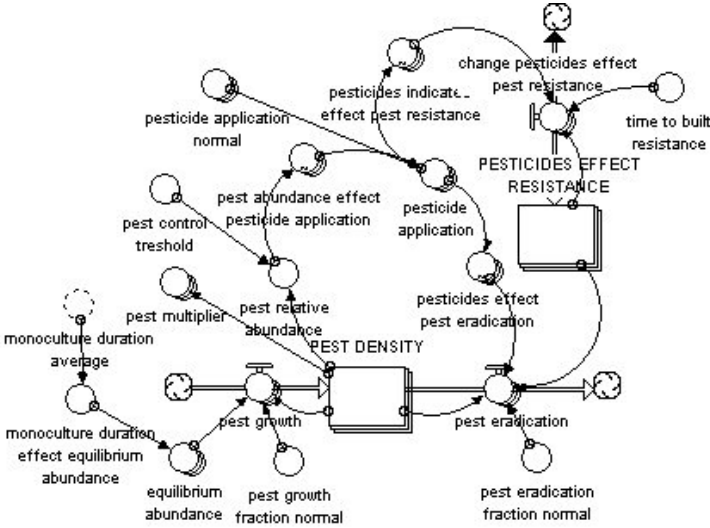 change pesticides effect
pest resistance
pesticides indicated
effect pest resistance
pesticide application
normal
time to built
resistance
PESTICIDES EFFECT
RESISTANCE
pest abundance effect
pesticide application
pesticide
application
pest control
treshold
pest relative
abundance
pesticides effect
pest eradication
pest multiplier
monoculture duration
average
PEST DENSITY
pest growth
pest eradication
monoculture duration
effect equilibrium
abundance
equilibrium
abundance
pest growth
fraction normal
pest eradication
fraction normal